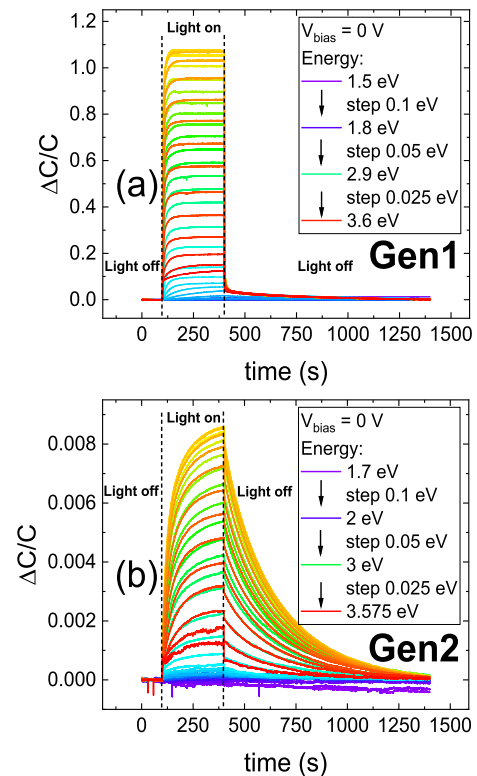 Light on
V_bias = 0 V
Energy:
1.5 eV
step 0.1 eV
1.8 eV
step 0.05 eV
2.9 eV
step 0.025 eV
3.6 eV
1.2
1.0
0.8
0.6
0.4
0.2
0.0
ΔC/C
(a)
Light off
Gen1
Light off
0 250 500 750 1000 1250 1500
time (s)
Light on
V_bias = 0 V
Energy:
1.7 eV
step 0.1 eV
2 eV
step 0.05 eV
3 eV
step 0.025 eV
3.575 eV
0.008
0.006
0.004
0.002
0.000
ΔC/C
Light off
Light off
(b)
Gen2
0 250 500 750 1000 1250 1500
time (s)